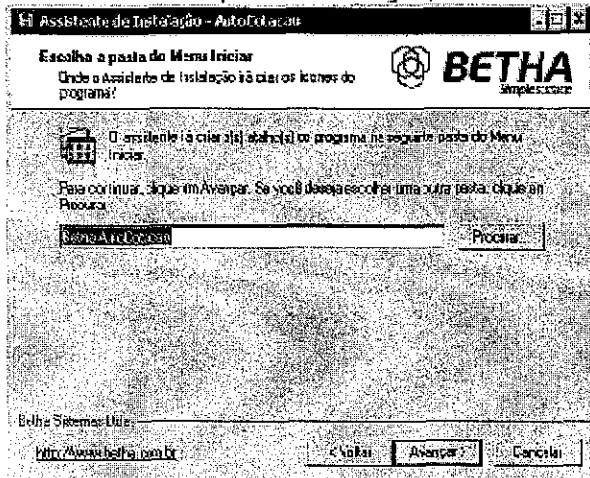 Assistente de Instalação - AutoCotacao
Escolha a pasta do Menu Iniciar
Onde o Assistente de Instalação irá criar os ícones do
programa?
BETHA
O assistente irá criar o(s) atalho(s) do programa na seguinte pasta do Menu
Iniciar.
Para continuar, clique em Avançar. Se você deseja escolher uma outra pasta, clique em
Procurar.
Procurar...
Betha Sistemas Ltda.
http://www.betha.com.br
< Voltar
Avançar >
Cancelar